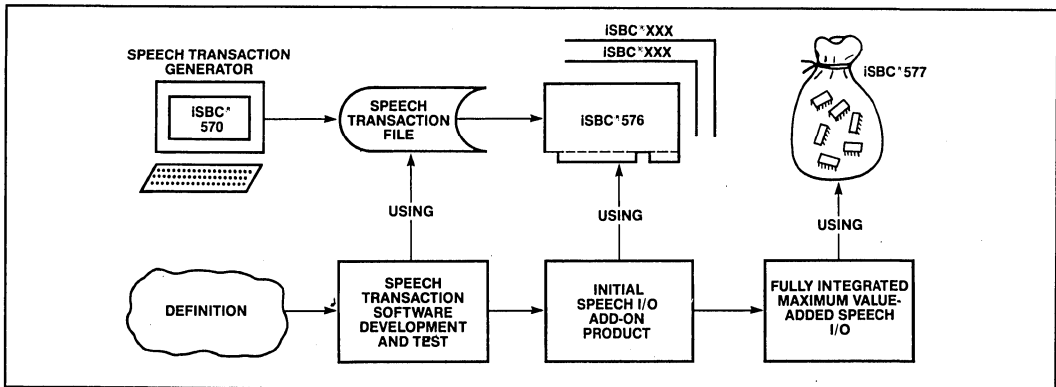 iSBC*XXX
iSBC*XXX
SPEECH TRANSACTION
GENERATOR
iSBC*
570
SPEECH
TRANSACTION
FILE
iSBC*576
iSBC*577
USING
USING
USING
DEFINITION
SPEECH
TRANSACTION
SOFTWARE
DEVELOPMENT
AND TEST
INITIAL
SPEECH I/O
ADD-ON
PRODUCT
FULLY INTEGRATED
MAXIMUM VALUE-
ADDED SPEECH
I/O